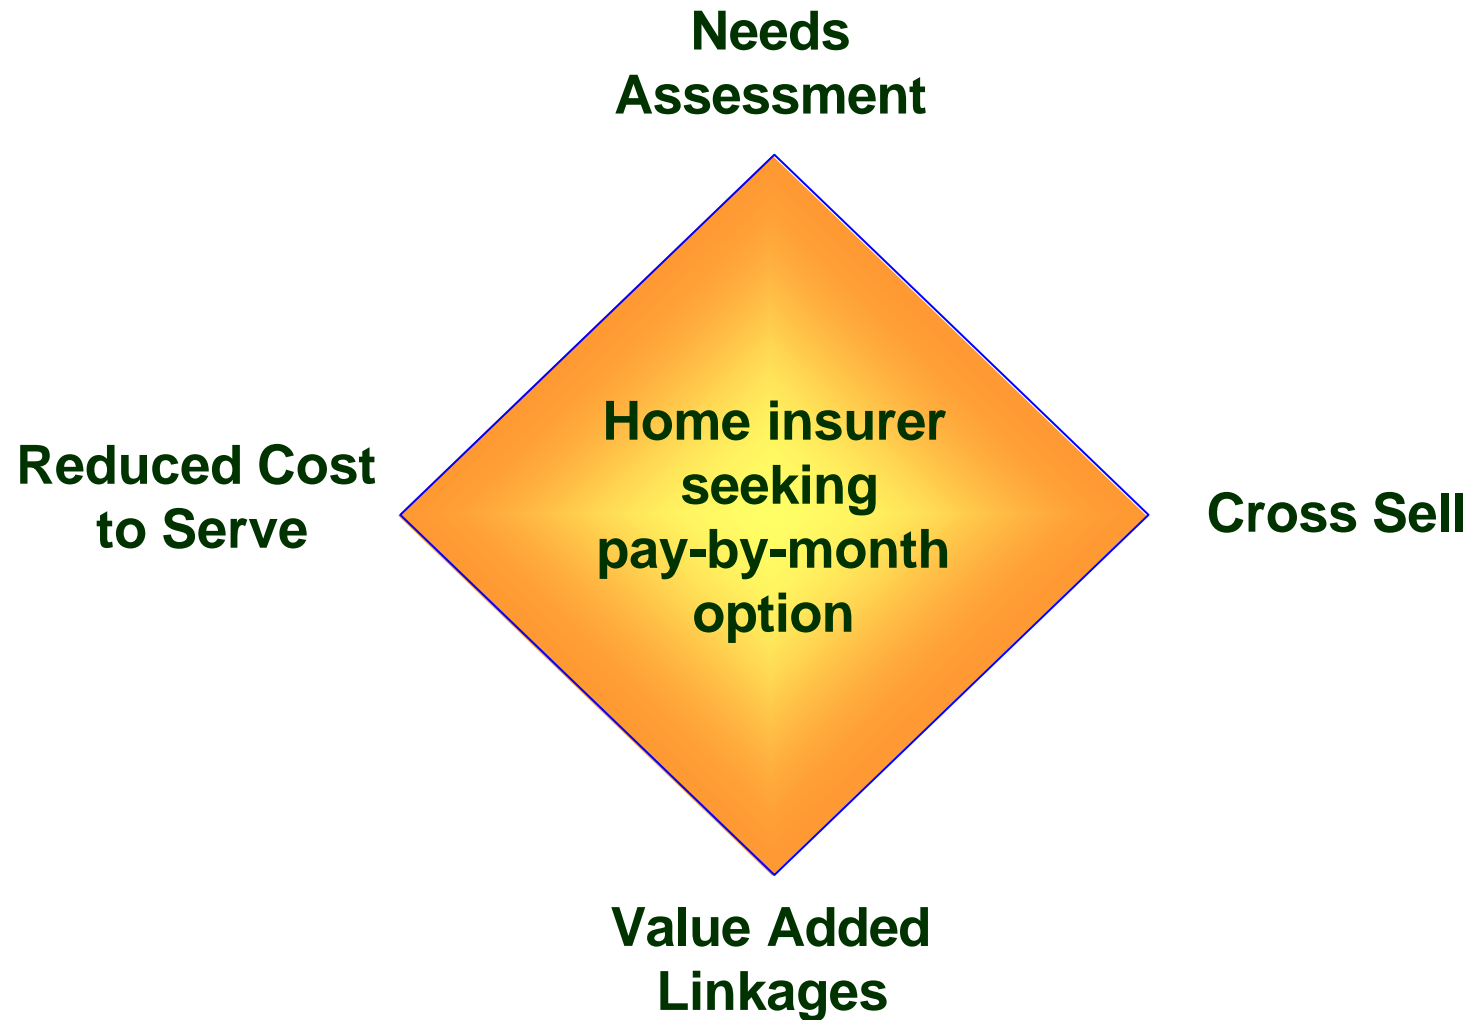 Needs
Assessment
Reduced Cost
to Serve
Home insurer
seeking
pay-by-month
option
Cross Sell
Value Added
Linkages